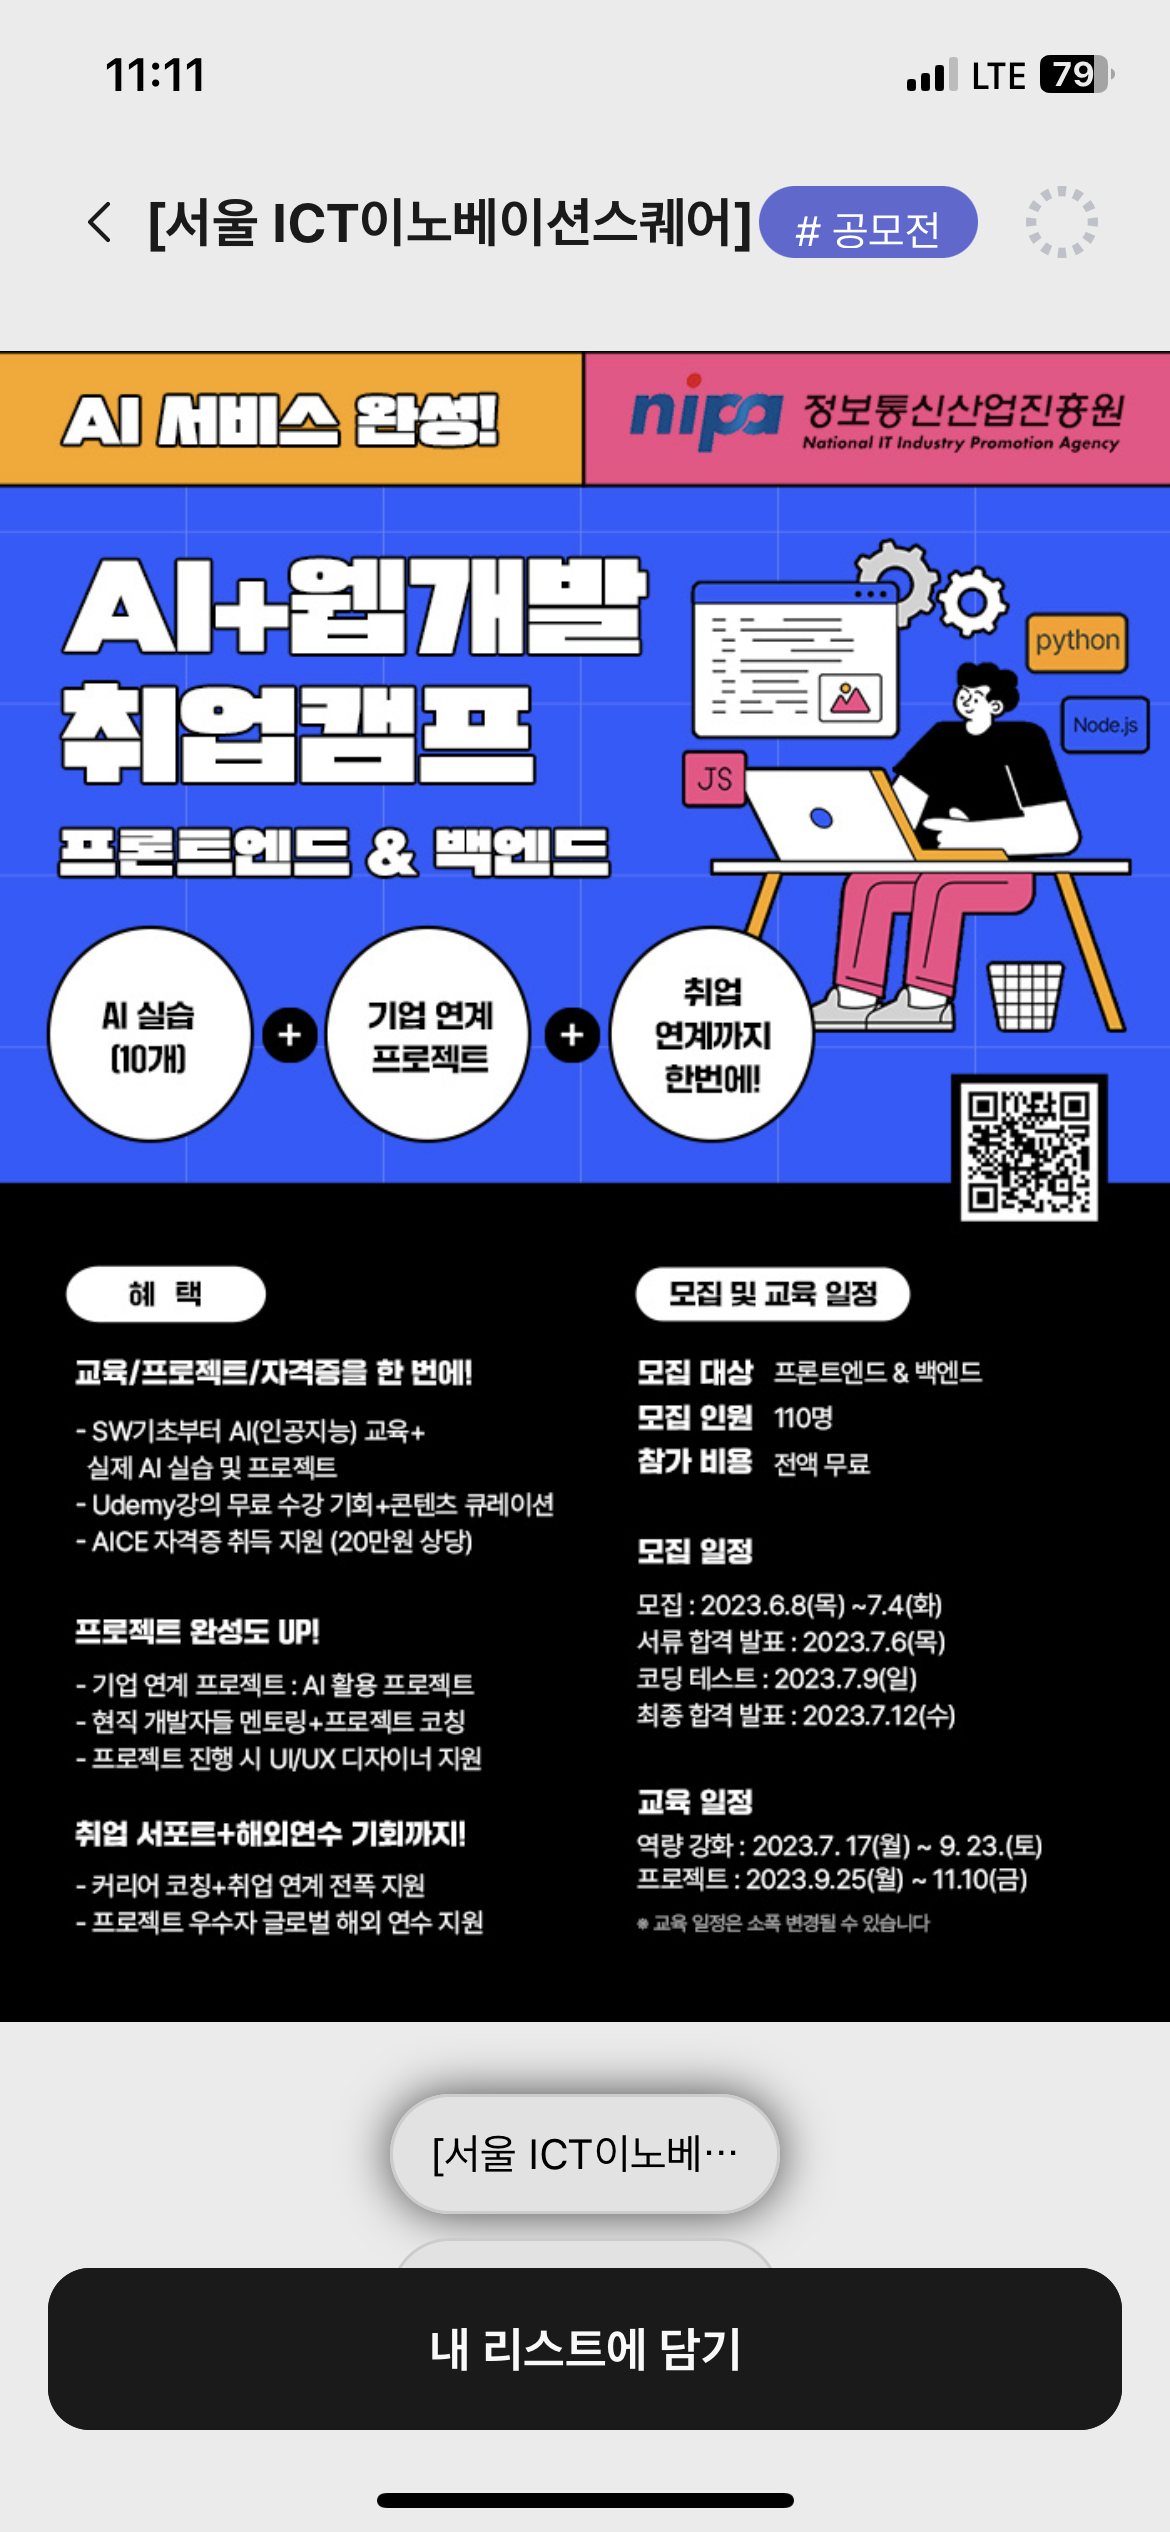 11:11
LTE 79
[서울 ICT이노베이션스퀘어]
# 공모전
AI 서비스 완성!
nipa 정보통신산업진흥원
National IT Industry Promotion Agency
AI+웹개발
취업캠프
프론트엔드 & 백엔드
python
Node.js
JS
AI 실습
(10개)
+
기업 연계
프로젝트
+
취업
연계까지
한번에!
혜 택
교육/프로젝트/자격증을 한 번에!
- SW기초부터 AI(인공지능) 교육+
실제 AI 실습 및 프로젝트
- Udemy강의 무료 수강 기회+콘텐츠 큐레이션
- AICE 자격증 취득 지원 (20만원 상당)
프로젝트 완성도 UP!
- 기업 연계 프로젝트 : AI 활용 프로젝트
- 현직 개발자들 멘토링+프로젝트 코칭
- 프로젝트 진행 시 UI/UX 디자이너 지원
취업 서포트+해외연수 기회까지!
- 커리어 코칭+취업 연계 전폭 지원
- 프로젝트 우수자 글로벌 해외 연수 지원
모집 및 교육 일정
모집 대상 프론트엔드 & 백엔드
모집 인원 110명
참가 비용 전액 무료
모집 일정
모집 : 2023.6.8(목) ~7.4(화)
서류 합격 발표 : 2023.7.6(목)
코딩 테스트 : 2023.7.9(일)
최종 합격 발표 : 2023.7.12(수)
교육 일정
역량 강화 : 2023.7. 17(월) ~ 9. 23.(토)
프로젝트 : 2023.9.25(월) ~ 11.10(금)
※ 교육 일정은 소폭 변경될 수 있습니다
[서울 ICT이노베…
내 리스트에 담기